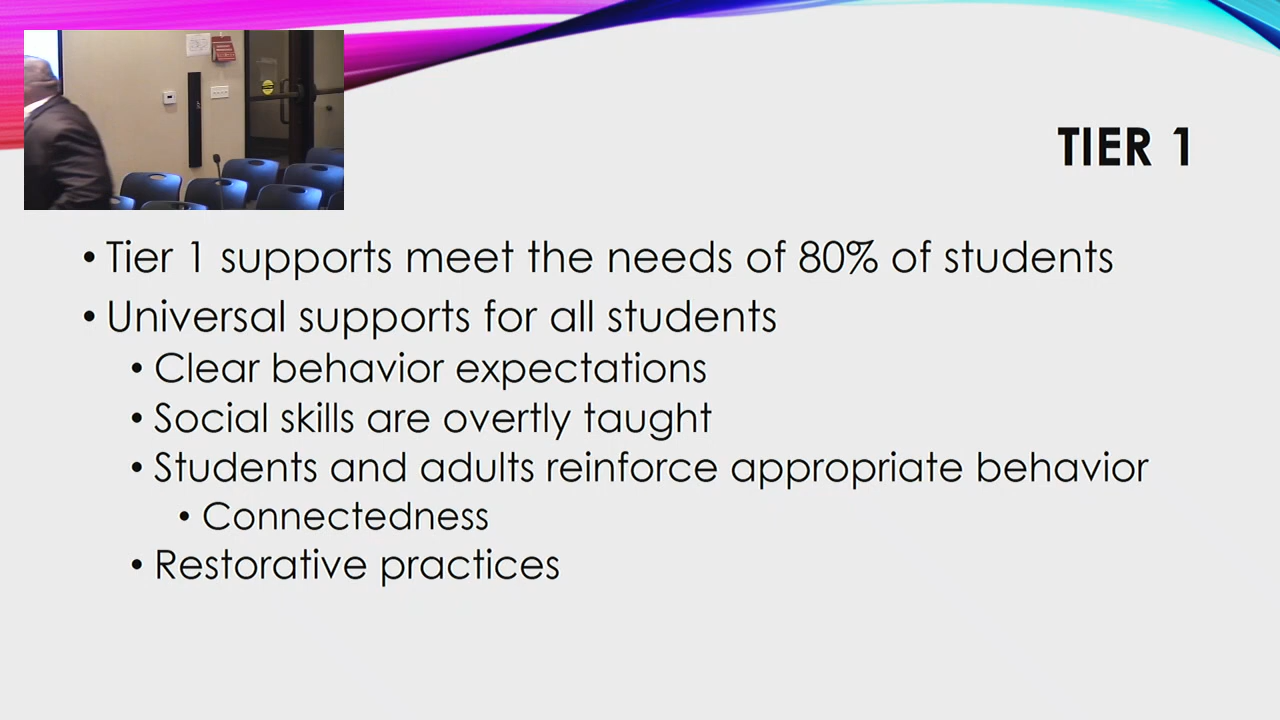 TIER 1
• Tier 1 supports meet the needs of 80% of students
• Universal supports for all students
• Clear behavior expectations
• Social skills are overtly taught
• Students and adults reinforce appropriate behavior
• Connectedness
• Restorative practices